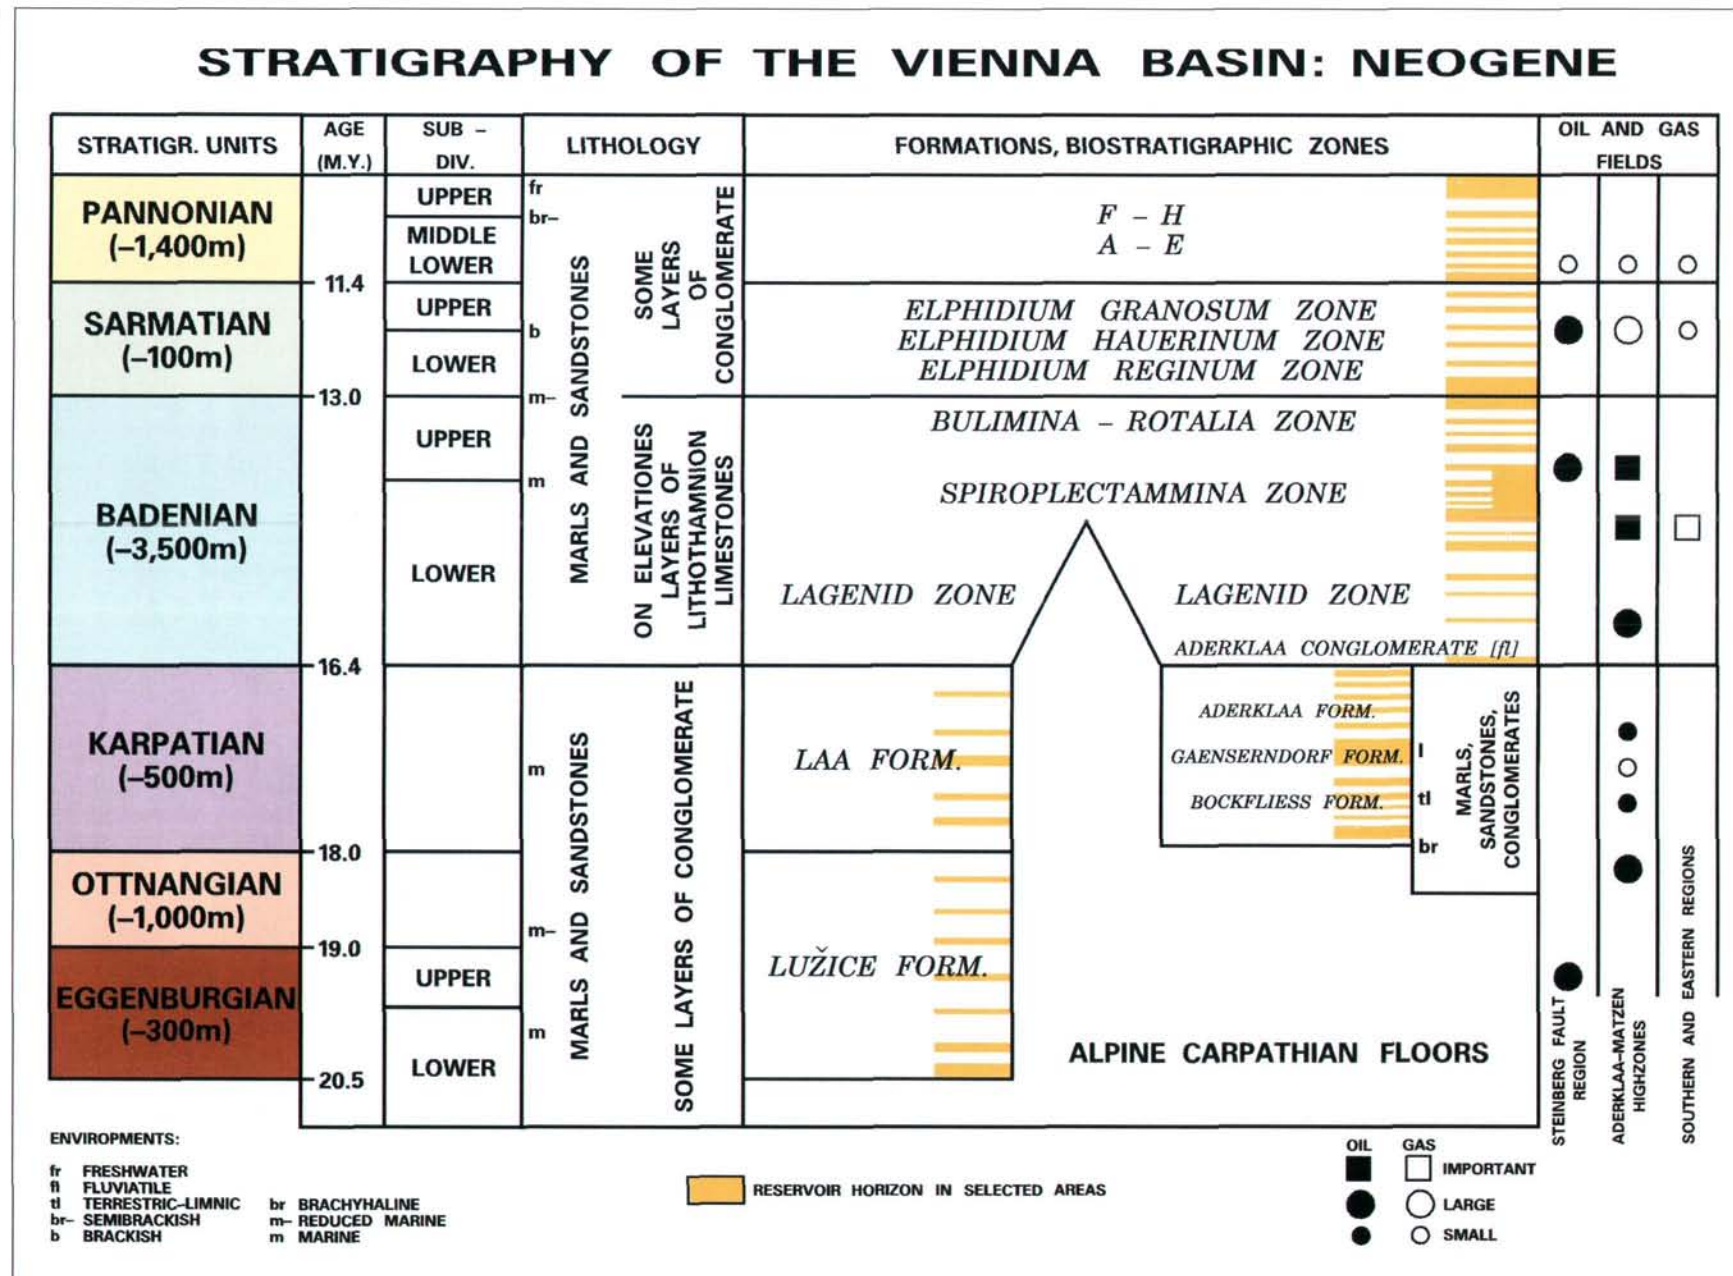 STRATIGRAPHY OF THE VIENNA BASIN: NEOGENE
STRATIGR. UNITS
AGE
(M.Y.)
SUB –
DIV.
LITHOLOGY
FORMATIONS, BIOSTRATIGRAPHIC ZONES
OIL AND GAS
FIELDS
PANNONIAN
(–1,400m)
11.4
UPPER
MIDDLE
LOWER
fr
br–
F – H
A – E
SARMATIAN
(–100m)
13.0
UPPER
LOWER
b
m–
ELPHIDIUM GRANOSUM ZONE
ELPHIDIUM HAUERINUM ZONE
ELPHIDIUM REGINUM ZONE
BADENIAN
(–3,500m)
16.4
UPPER
LOWER
m
MARLS AND SANDSTONES
SOME
LAYERS
OF
CONGLOMERATE
ON ELEVATIONES
LAYERS OF
LITHOTHAMNION
LIMESTONES
BULIMINA – ROTALIA ZONE
SPIROPLECTAMMINA ZONE
LAGENID ZONE
LAGENID ZONE
ADERKLAA CONGLOMERATE [fl]
KARPATIAN
(–500m)
18.0
m
LAA FORM.
ADERKLAA FORM.
GAENSERNDORF FORM.
BOCKFLIESS FORM.
l
tl
br
MARLS,
SANDSTONES,
CONGLOMERATES
OTTNANGIAN
(–1,000m)
19.0
m–
EGGENBURGIAN
(–300m)
20.5
UPPER
LOWER
m
MARLS AND SANDSTONES
SOME LAYERS OF CONGLOMERATE
LUŽICE FORM.
ALPINE CARPATHIAN FLOORS
STEINBERG FAULT
REGION
ADERKLAA–MATZEN
HIGHZONES
SOUTHERN AND EASTERN REGIONS
ENVIROPMENTS:
fr FRESHWATER
fl FLUVIATILE
tl TERRESTRIC–LIMNIC
br– SEMIBRACKISH
b BRACKISH
br BRACHYHALINE
m– REDUCED MARINE
m MARINE
RESERVOIR HORIZON IN SELECTED AREAS
OIL GAS
IMPORTANT
LARGE
SMALL